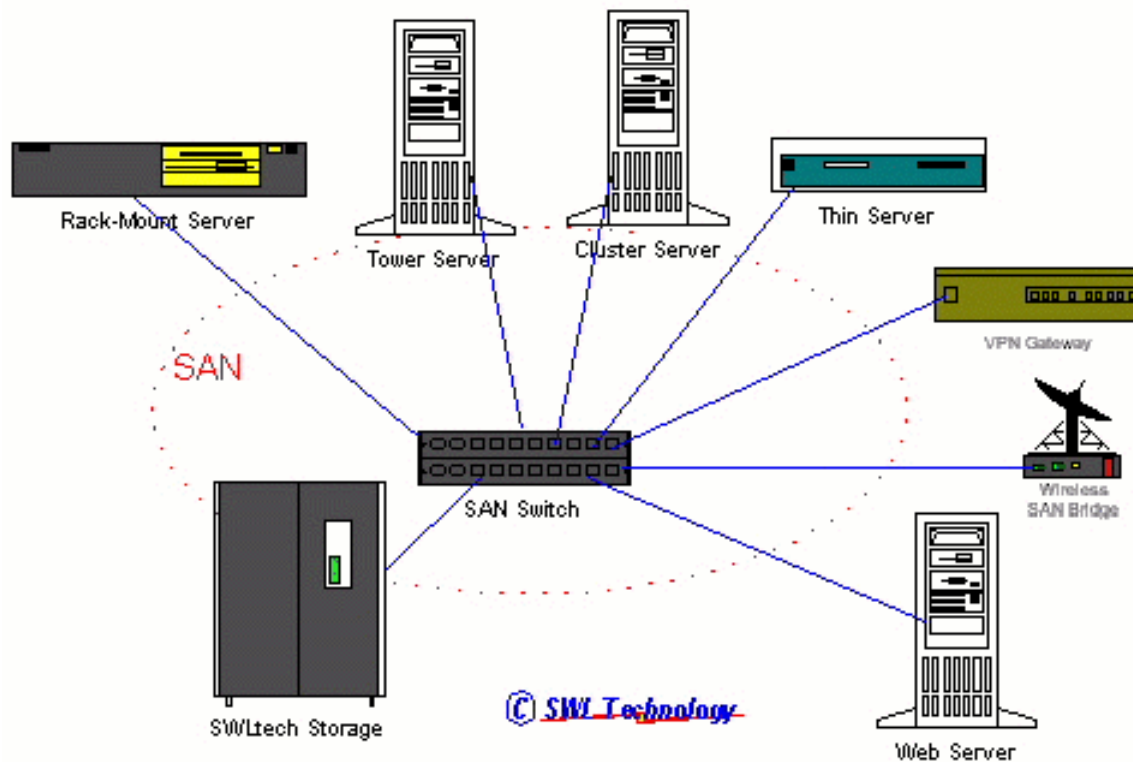 Rack-Mount Server
Tower Server
Cluster Server
Thin Server
VPN Gateway
SAN
Wireless
SAN Bridge
SAN Switch
SWLtech Storage
© SWL Technology
Web Server